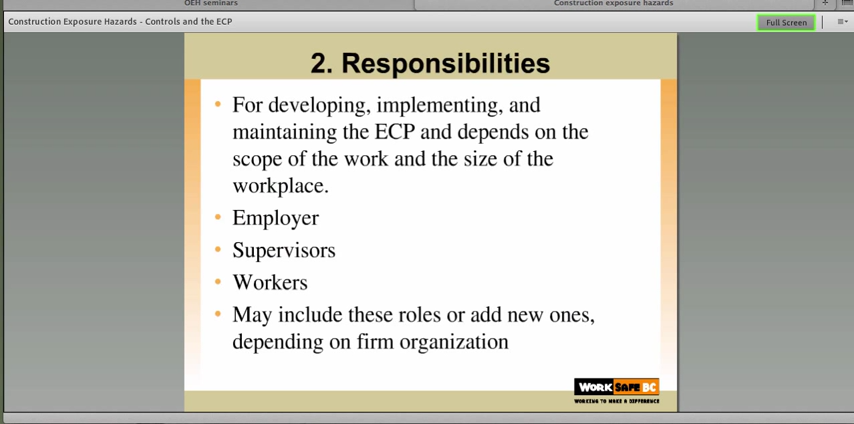 OEH seminars
Construction exposure hazards
Construction Exposure Hazards - Controls and the ECP
Full Screen
2. Responsibilities
• For developing, implementing, and
maintaining the ECP and depends on the
scope of the work and the size of the
workplace.
• Employer
• Supervisors
• Workers
• May include these roles or add new ones,
depending on firm organization
WORK SAFE BC
WORKING TO MAKE A DIFFERENCE